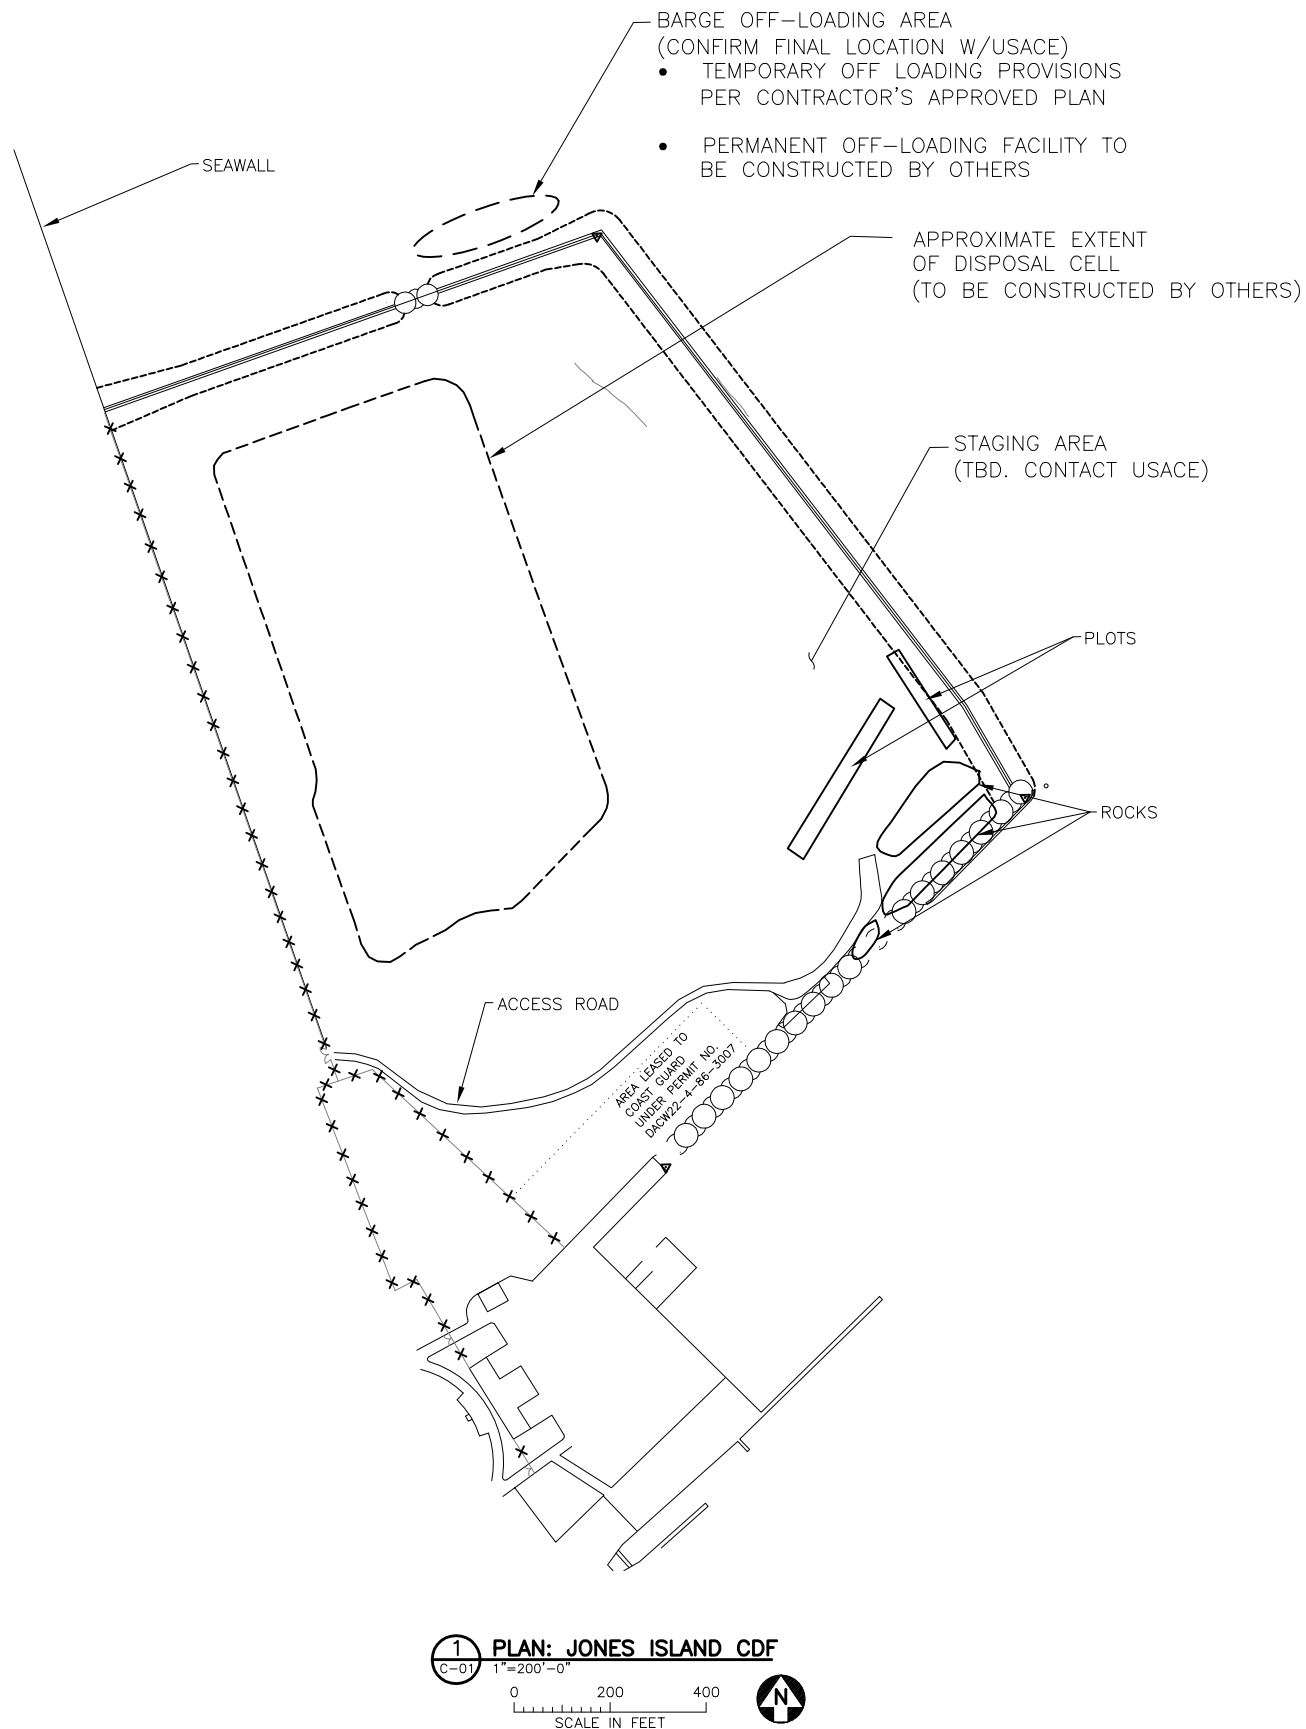 BARGE OFF-LOADING AREA
(CONFIRM FINAL LOCATION W/USACE)
• TEMPORARY OFF LOADING PROVISIONS
PER CONTRACTOR'S APPROVED PLAN
• PERMANENT OFF-LOADING FACILITY TO
BE CONSTRUCTED BY OTHERS
SEAWALL
APPROXIMATE EXTENT
OF DISPOSAL CELL
(TO BE CONSTRUCTED BY OTHERS)
STAGING AREA
(TBD. CONTACT USACE)
PLOTS
ROCKS
ACCESS ROAD
AREA LEASED TO
COAST GUARD
UNDER PERMIT NO.
DACW22-4-86-3007
1
C-01
PLAN: JONES ISLAND CDF
1"=200'-0"
0 200 400
SCALE IN FEET
N